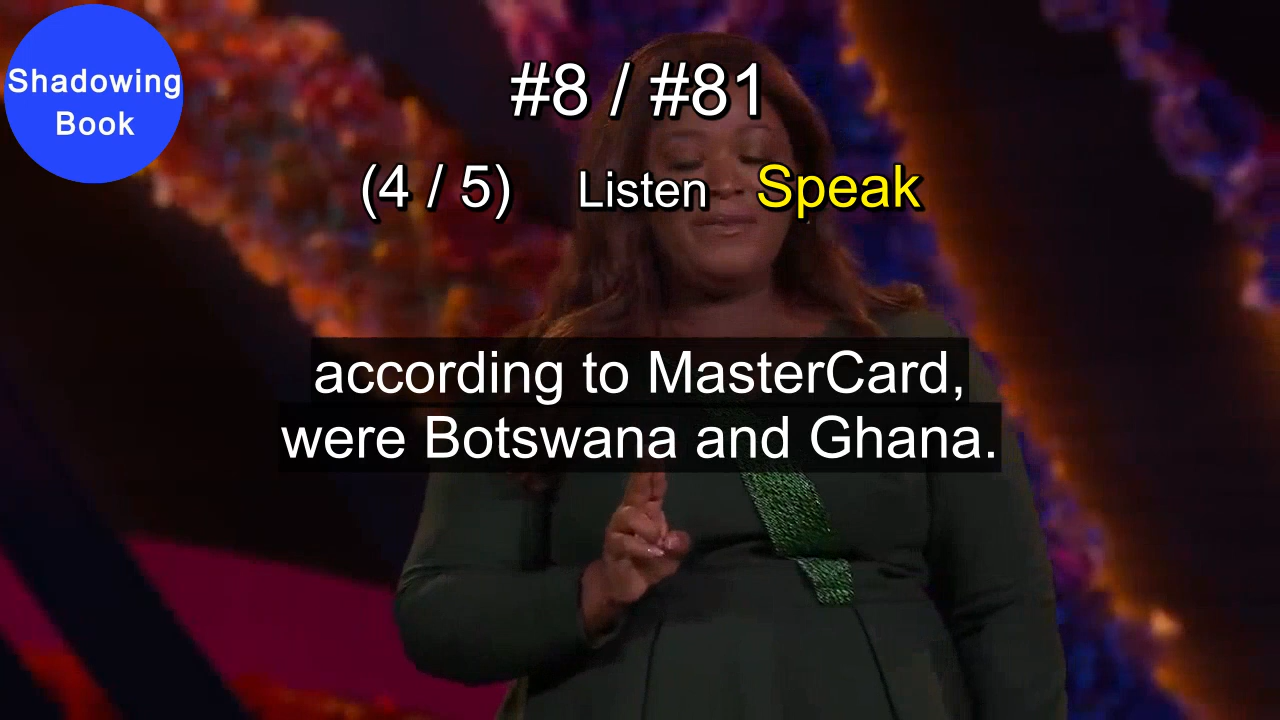 Shadowing
Book
#8 / #81
(4 / 5) Listen Speak
according to MasterCard,
were Botswana and Ghana.